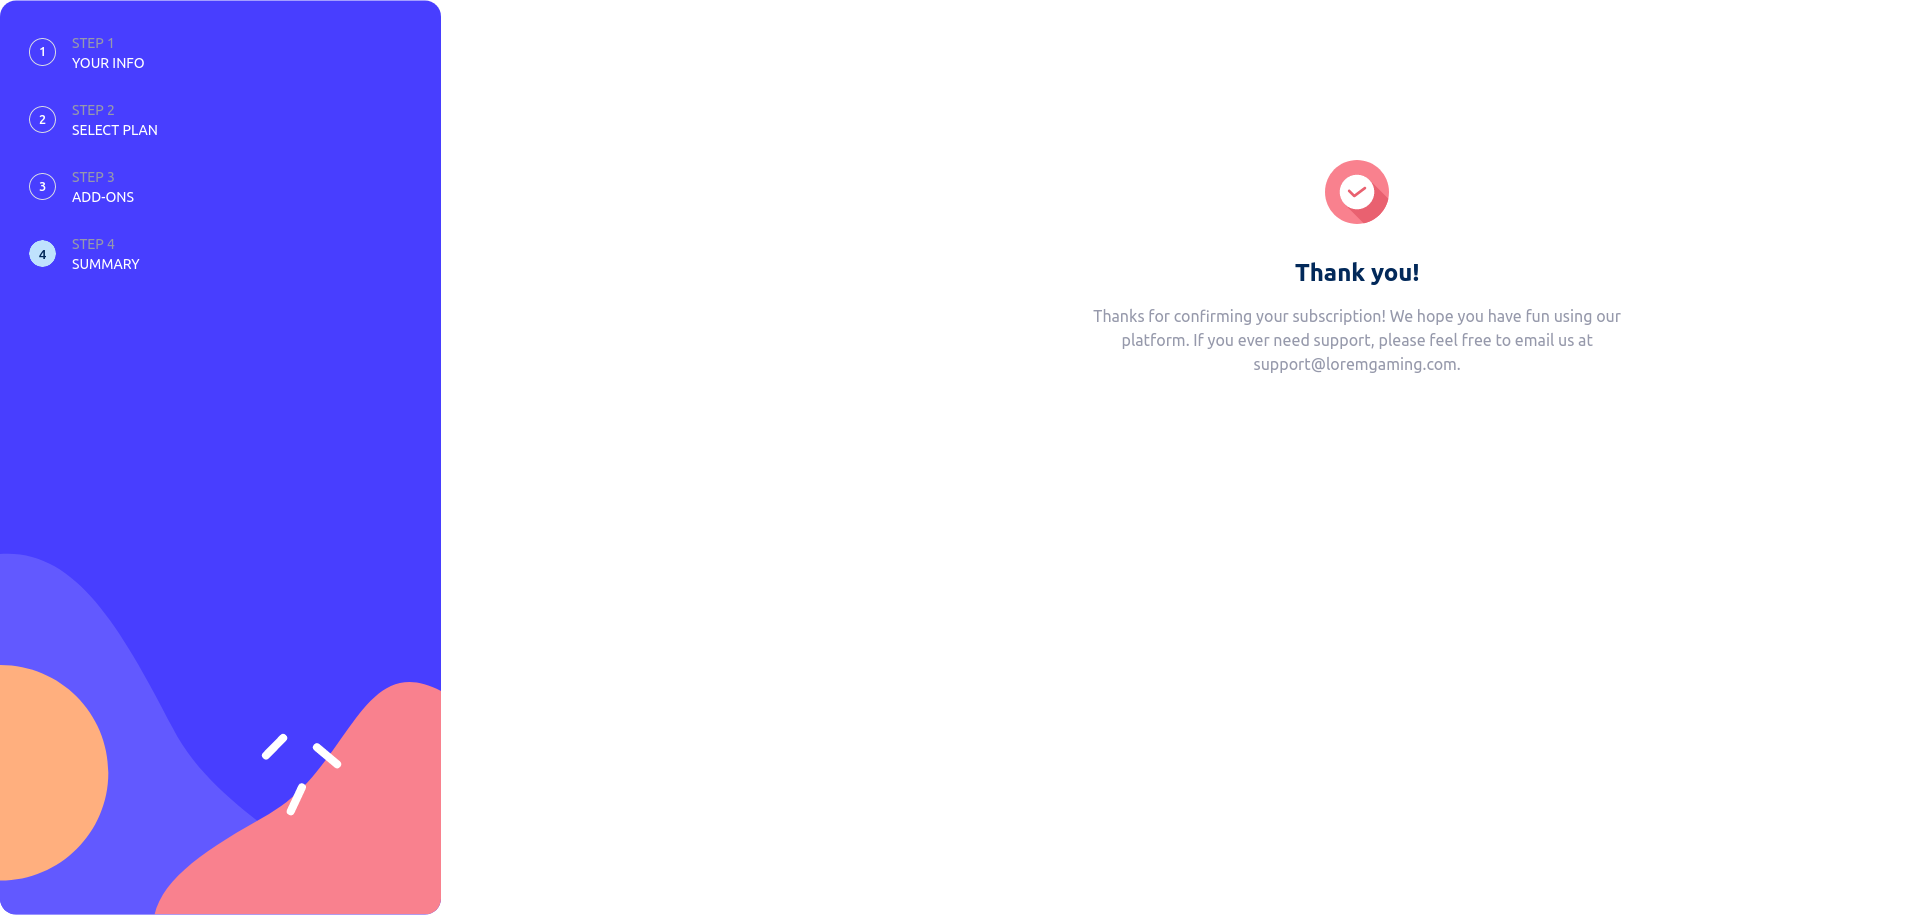 1
STEP 1
YOUR INFO
2
STEP 2
SELECT PLAN
3
STEP 3
ADD-ONS
4
STEP 4
SUMMARY
Thank you!
Thanks for confirming your subscription! We hope you have fun using our
platform. If you ever need support, please feel free to email us at
support@loremgaming.com.